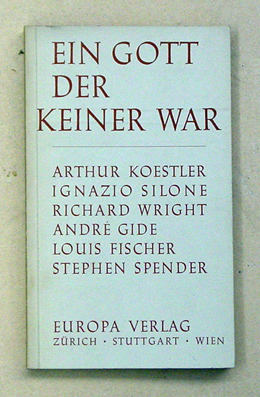 EIN GOTT
DER
KEINER WAR
ARTHUR KOESTLER
IGNAZIO SILONE
RICHARD WRIGHT
ANDRÉ GIDE
LOUIS FISCHER
STEPHEN SPENDER
EUROPA VERLAG
ZÜRICH · STUTTGART · WIEN